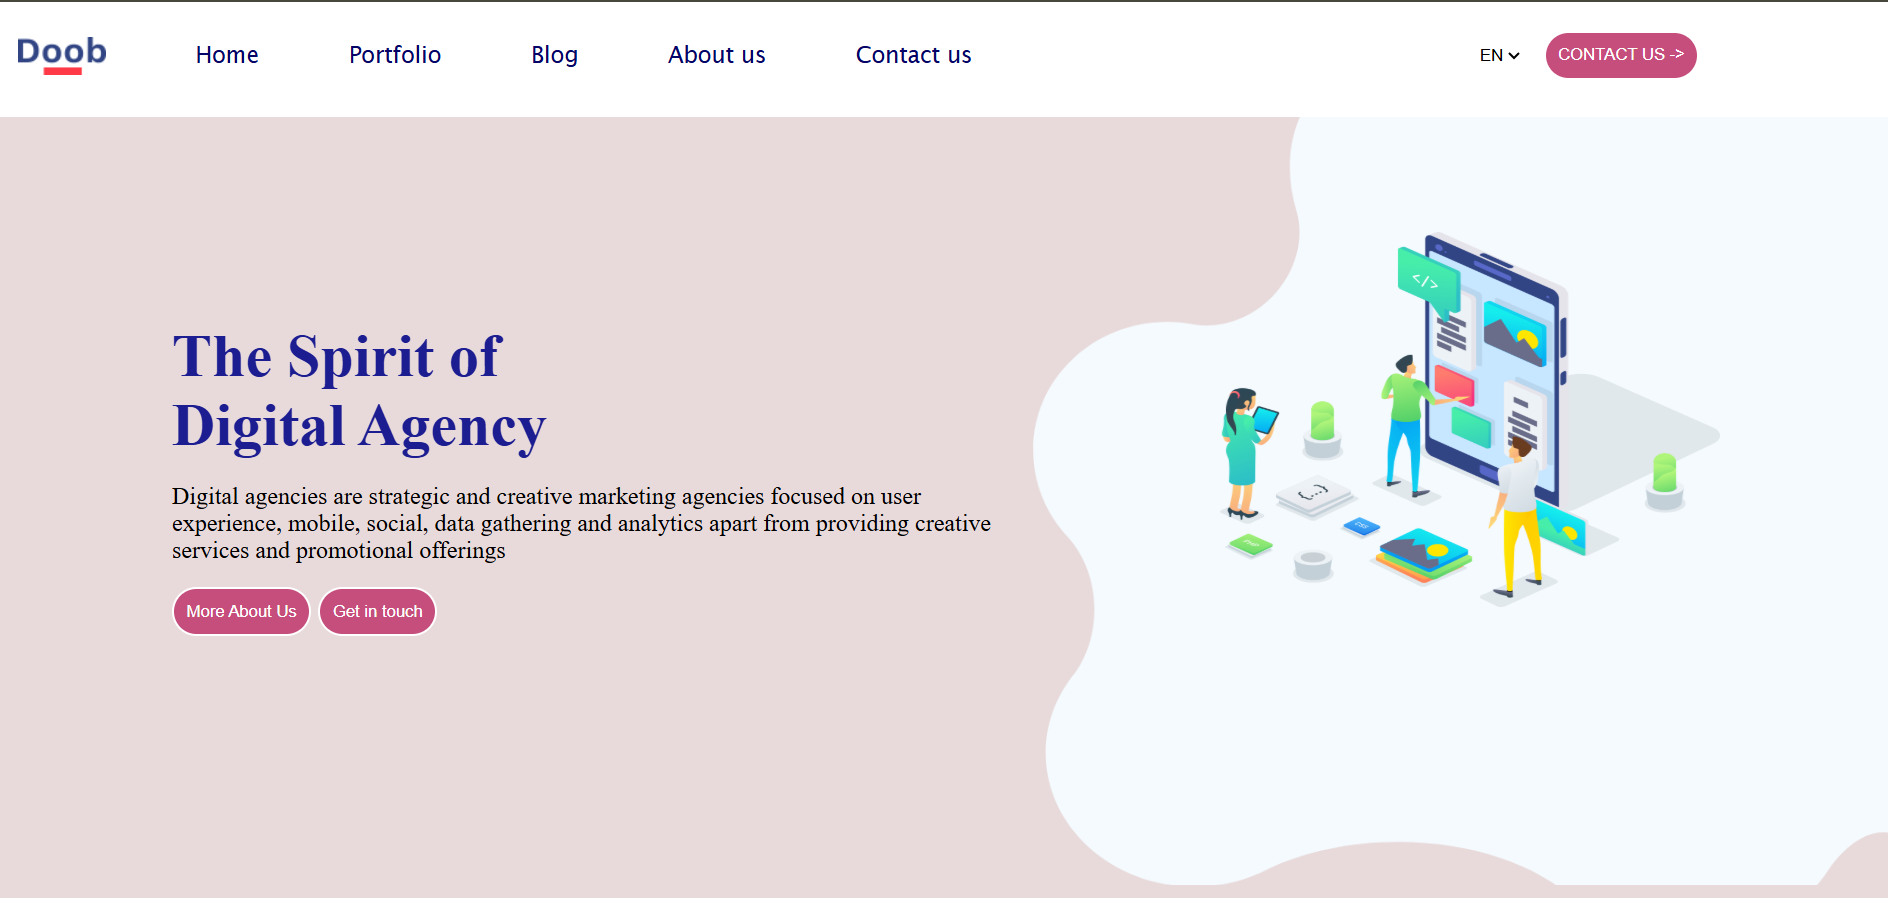 Doob
Home Portfolio Blog About us Contact us EN CONTACT US ->
</>
The Spirit of
Digital Agency
Digital agencies are strategic and creative marketing agencies focused on user
experience, mobile, social, data gathering and analytics apart from providing creative
services and promotional offerings
{...}
PHP
More About Us Get in touch